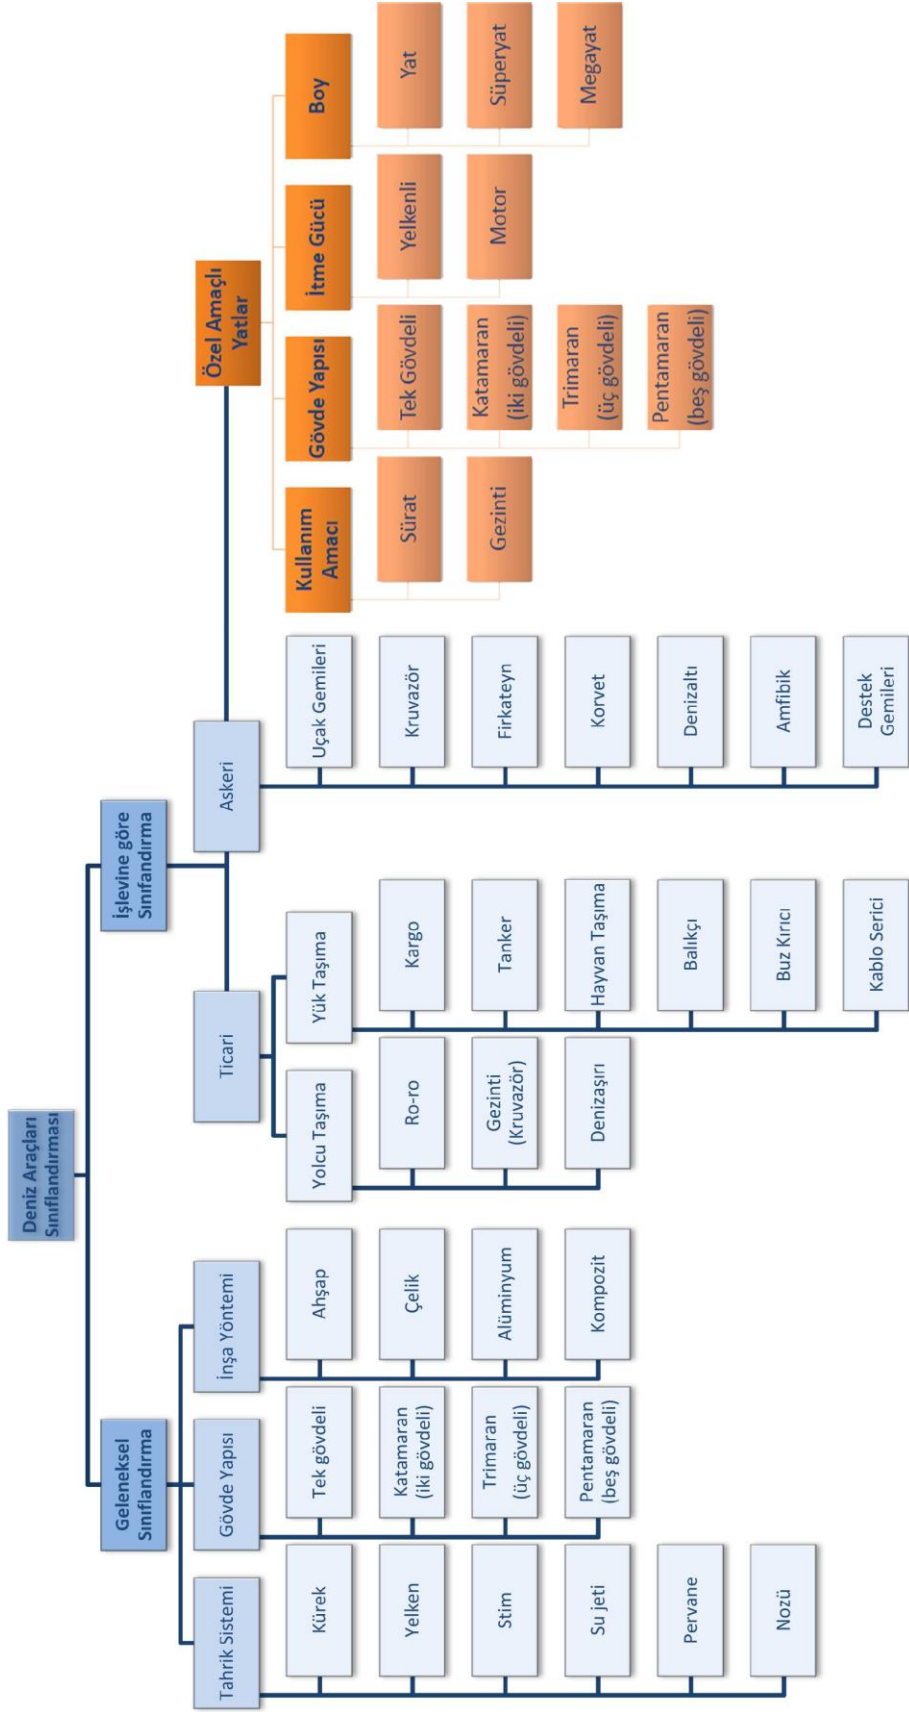 Deniz Araçları
Sınıflandırması
Geleneksel
Sınıflandırma
İşlevine göre
Sınıfandırma
Tahrik Sistemi
Kürek
Yelken
Stim
Su jeti
Pervane
Nozü
Gövde Yapısı
Tek gövdeli
Katamaran
(iki gövdeli)
Trimaran
(üç gövdeli)
Pentamaran
(beş gövdeli)
İnşa Yöntemi
Ahşap
Çelik
Alüminyum
Kompozit
Ticari
Yolcu Taşıma
Ro-ro
Gezinti
(Kruvazör)
Denizaşırı
Yük Taşıma
Kargo
Tanker
Hayvan Taşıma
Balıkçı
Buz Kırıcı
Kablo Serici
Askeri
Uçak Gemileri
Kruvazör
Firkateyn
Korvet
Denizaltı
Amfibik
Destek
Gemileri
Özel Amaçlı
Yatlar
Kullanım
Amacı
Sürat
Gezinti
Gövde Yapısı
Tek Gövdeli
Katamaran
(iki gövdeli)
Trimaran
(üç gövdeli)
Pentamaran
(beş gövdeli)
İtme Gücü
Yelkenli
Motor
Boy
Yat
Süperyat
Megayat